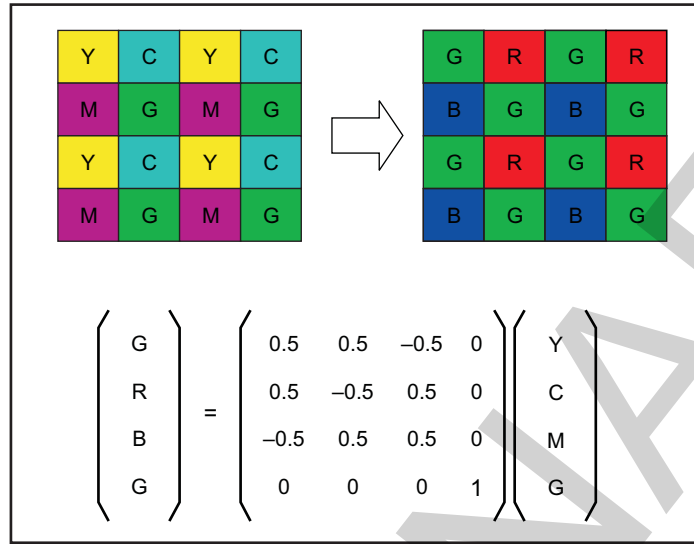 Y C Y C G R G R
M G M G B G B G
Y C Y C G R G R
M G M G B G B G
G 0.5 0.5 –0.5 0 Y
R 0.5 –0.5 0.5 0 C
=
B –0.5 0.5 0.5 0 M
G 0 0 0 1 G